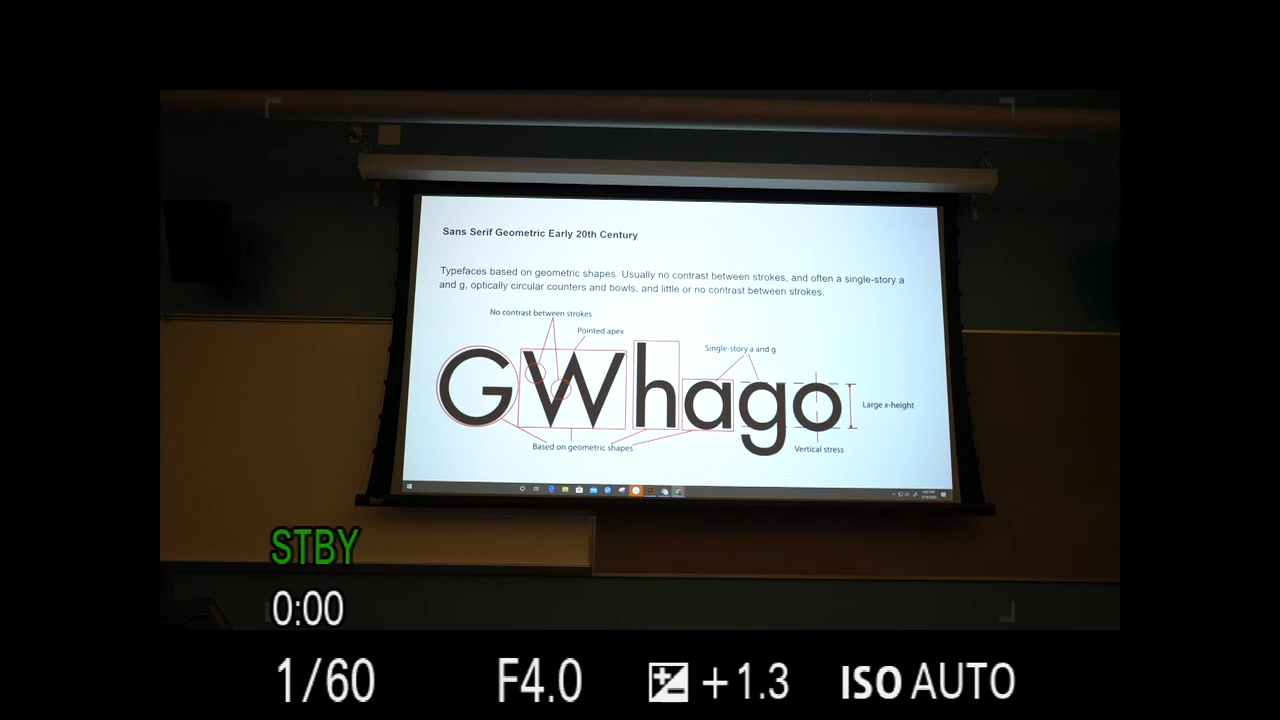 Sans Serif Geometric Early 20th Century
Typefaces based on geometric shapes. Usually no contrast between strokes, and often a single-story a
and g, optically circular counters and bowls, and little or no contrast between strokes.
No contrast between strokes
Pointed apex
Single-story a and g
GWhago
Large x-height
Based on geometric shapes
Vertical stress
STBY
0:00
1/60 F4.0 +1.3 ISO AUTO